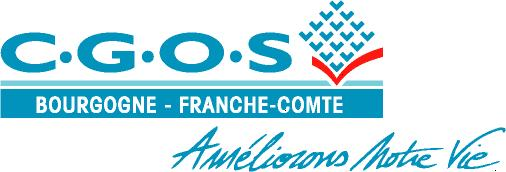 C.G.O.S
BOURGOGNE - FRANCHE-COMTE
Améliorons Notre Vie